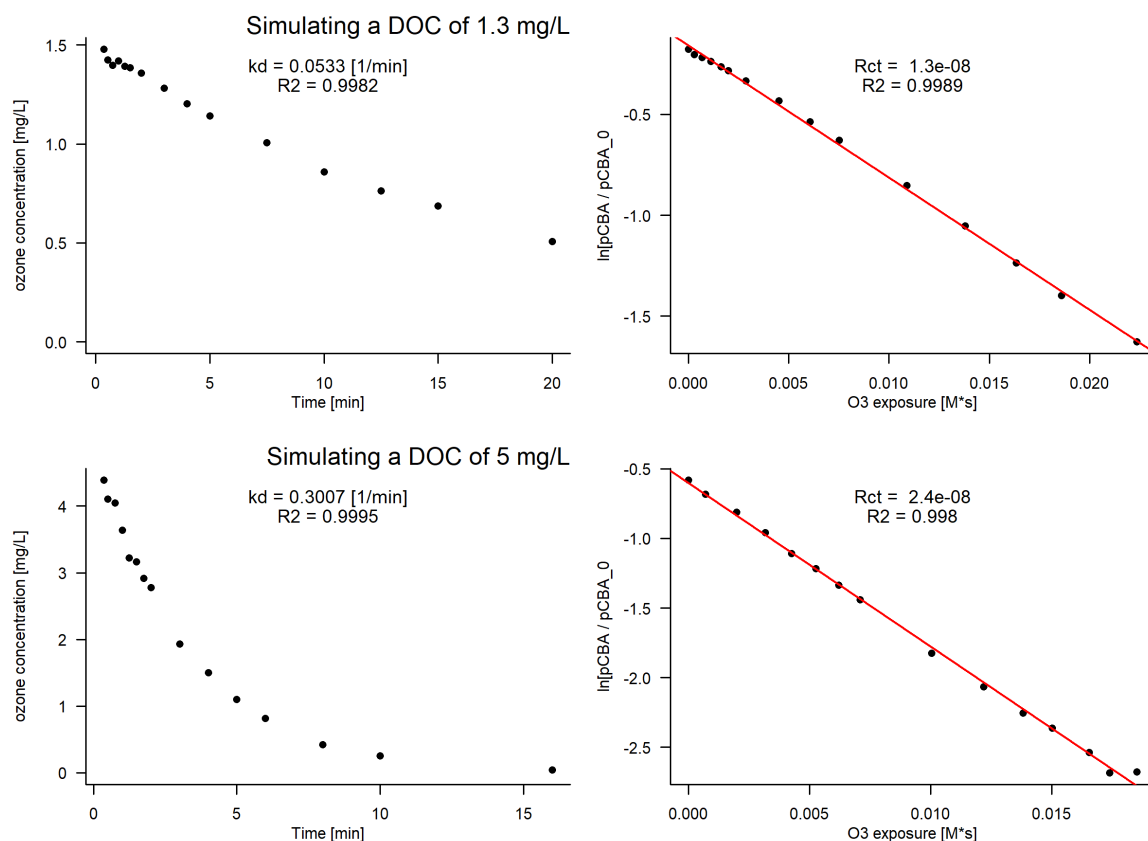 Simulating a DOC of 1.3 mg/L
kd = 0.0533 [1/min]
R2 = 0.9982
ozone concentration [mg/L]
1.5
1.0
0.5
0.0
0 5 10 15 20
Time [min]
Rct = 1.3e-08
R2 = 0.9989
ln[pCBA / pCBA_0]
-0.5
-1.0
-1.5
0.000 0.005 0.010 0.015 0.020
O3 exposure [M*s]
Simulating a DOC of 5 mg/L
kd = 0.3007 [1/min]
R2 = 0.9995
ozone concentration [mg/L]
4
3
2
1
0
0 5 10 15
Time [min]
Rct = 2.4e-08
R2 = 0.998
ln[pCBA / pCBA_0]
-0.5
-1.0
-1.5
-2.0
-2.5
0.000 0.005 0.010 0.015
O3 exposure [M*s]